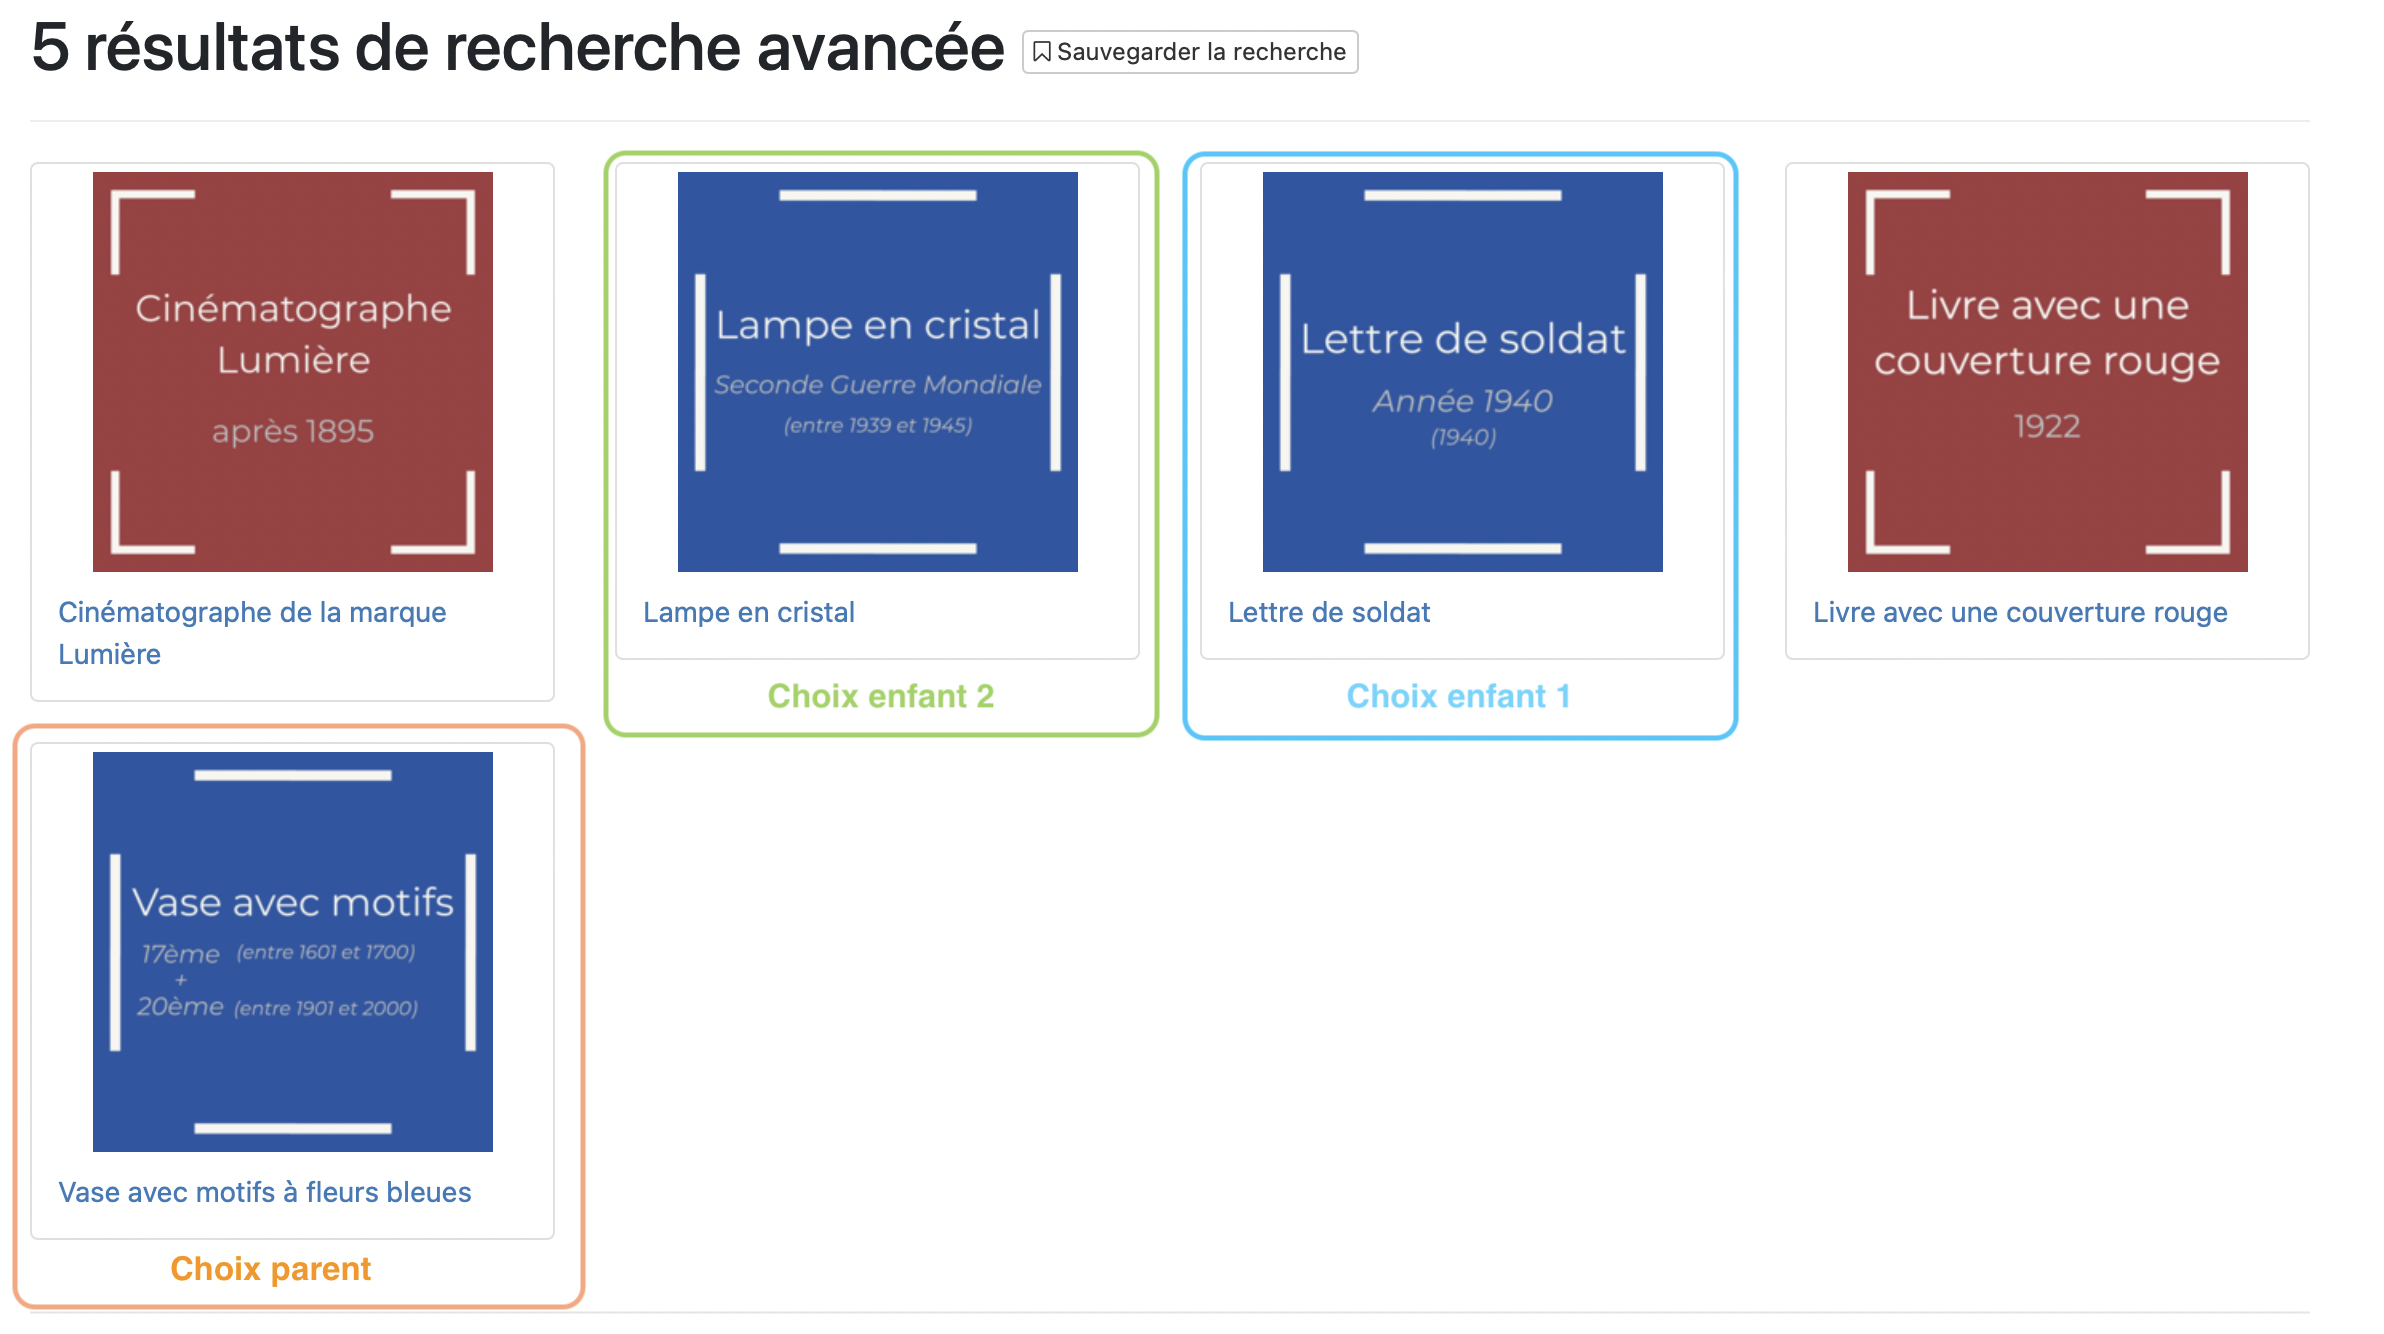 5 résultats de recherche avancée
Sauvegarder la recherche
Cinématographe
Lumière
après 1895
Cinématographe de la marque
Lumière
Lampe en cristal
Seconde Guerre Mondiale
(entre 1939 et 1945)
Lampe en cristal
Choix enfant 2
Lettre de soldat
Année 1940
(1940)
Lettre de soldat
Choix enfant 1
Livre avec une
couverture rouge
1922
Livre avec une couverture rouge
Vase avec motifs
17ème (entre 1601 et 1700)
+
20ème (entre 1901 et 2000)
Vase avec motifs à fleurs bleues
Choix parent